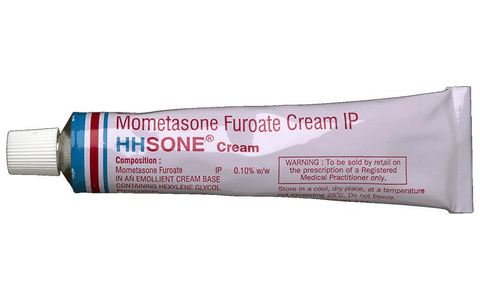 Mometasone Furoate Cream IP
HHSONE® Cream
Composition :
Mometasone Furoate IP 0.10% w/w
IN AN EMOLLIENT CREAM BASE
CONTAINING HEXYLENE GLYCOL
WARNING : To be sold by retail on
the prescription of a Registered
Medical Practitioner only.
Store in a cool, dry place, at a temperature
not exceeding 25°C. Do not freeze.